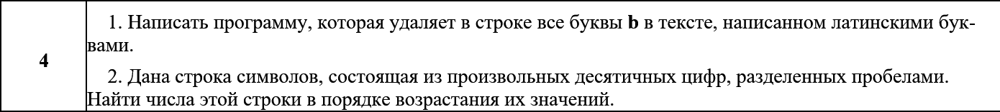 1. Написать программу, которая удаляет в строке все буквы b в тексте, написанном латинскими бук-
вами.
4
2. Дана строка символов, состоящая из произвольных десятичных цифр, разделенных пробелами.
Найти числа этой строки в порядке возрастания их значений.